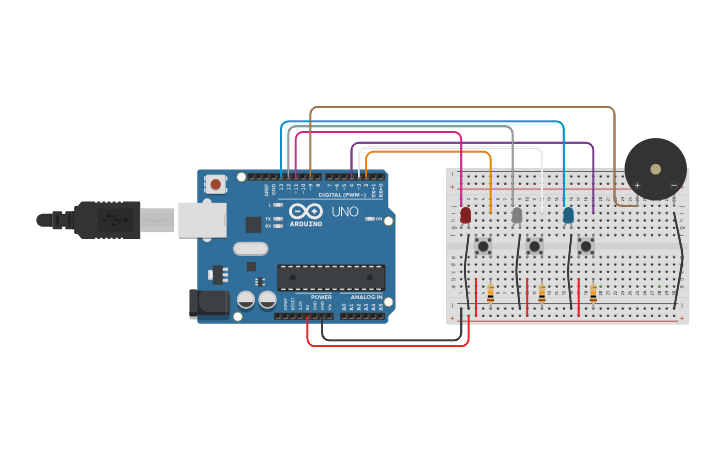 AREF
GND
13
12
~11
~10
~9
8
7
~6
~5
4
~3
2
TX→1
RX←0
DIGITAL (PWM~)
L
TX
RX
UNO
ON
ARDUINO
POWER
ANALOG IN
IOREF
RESET
3.3V
5V
GND
GND
Vin
A0
A1
A2
A3
A4
A5